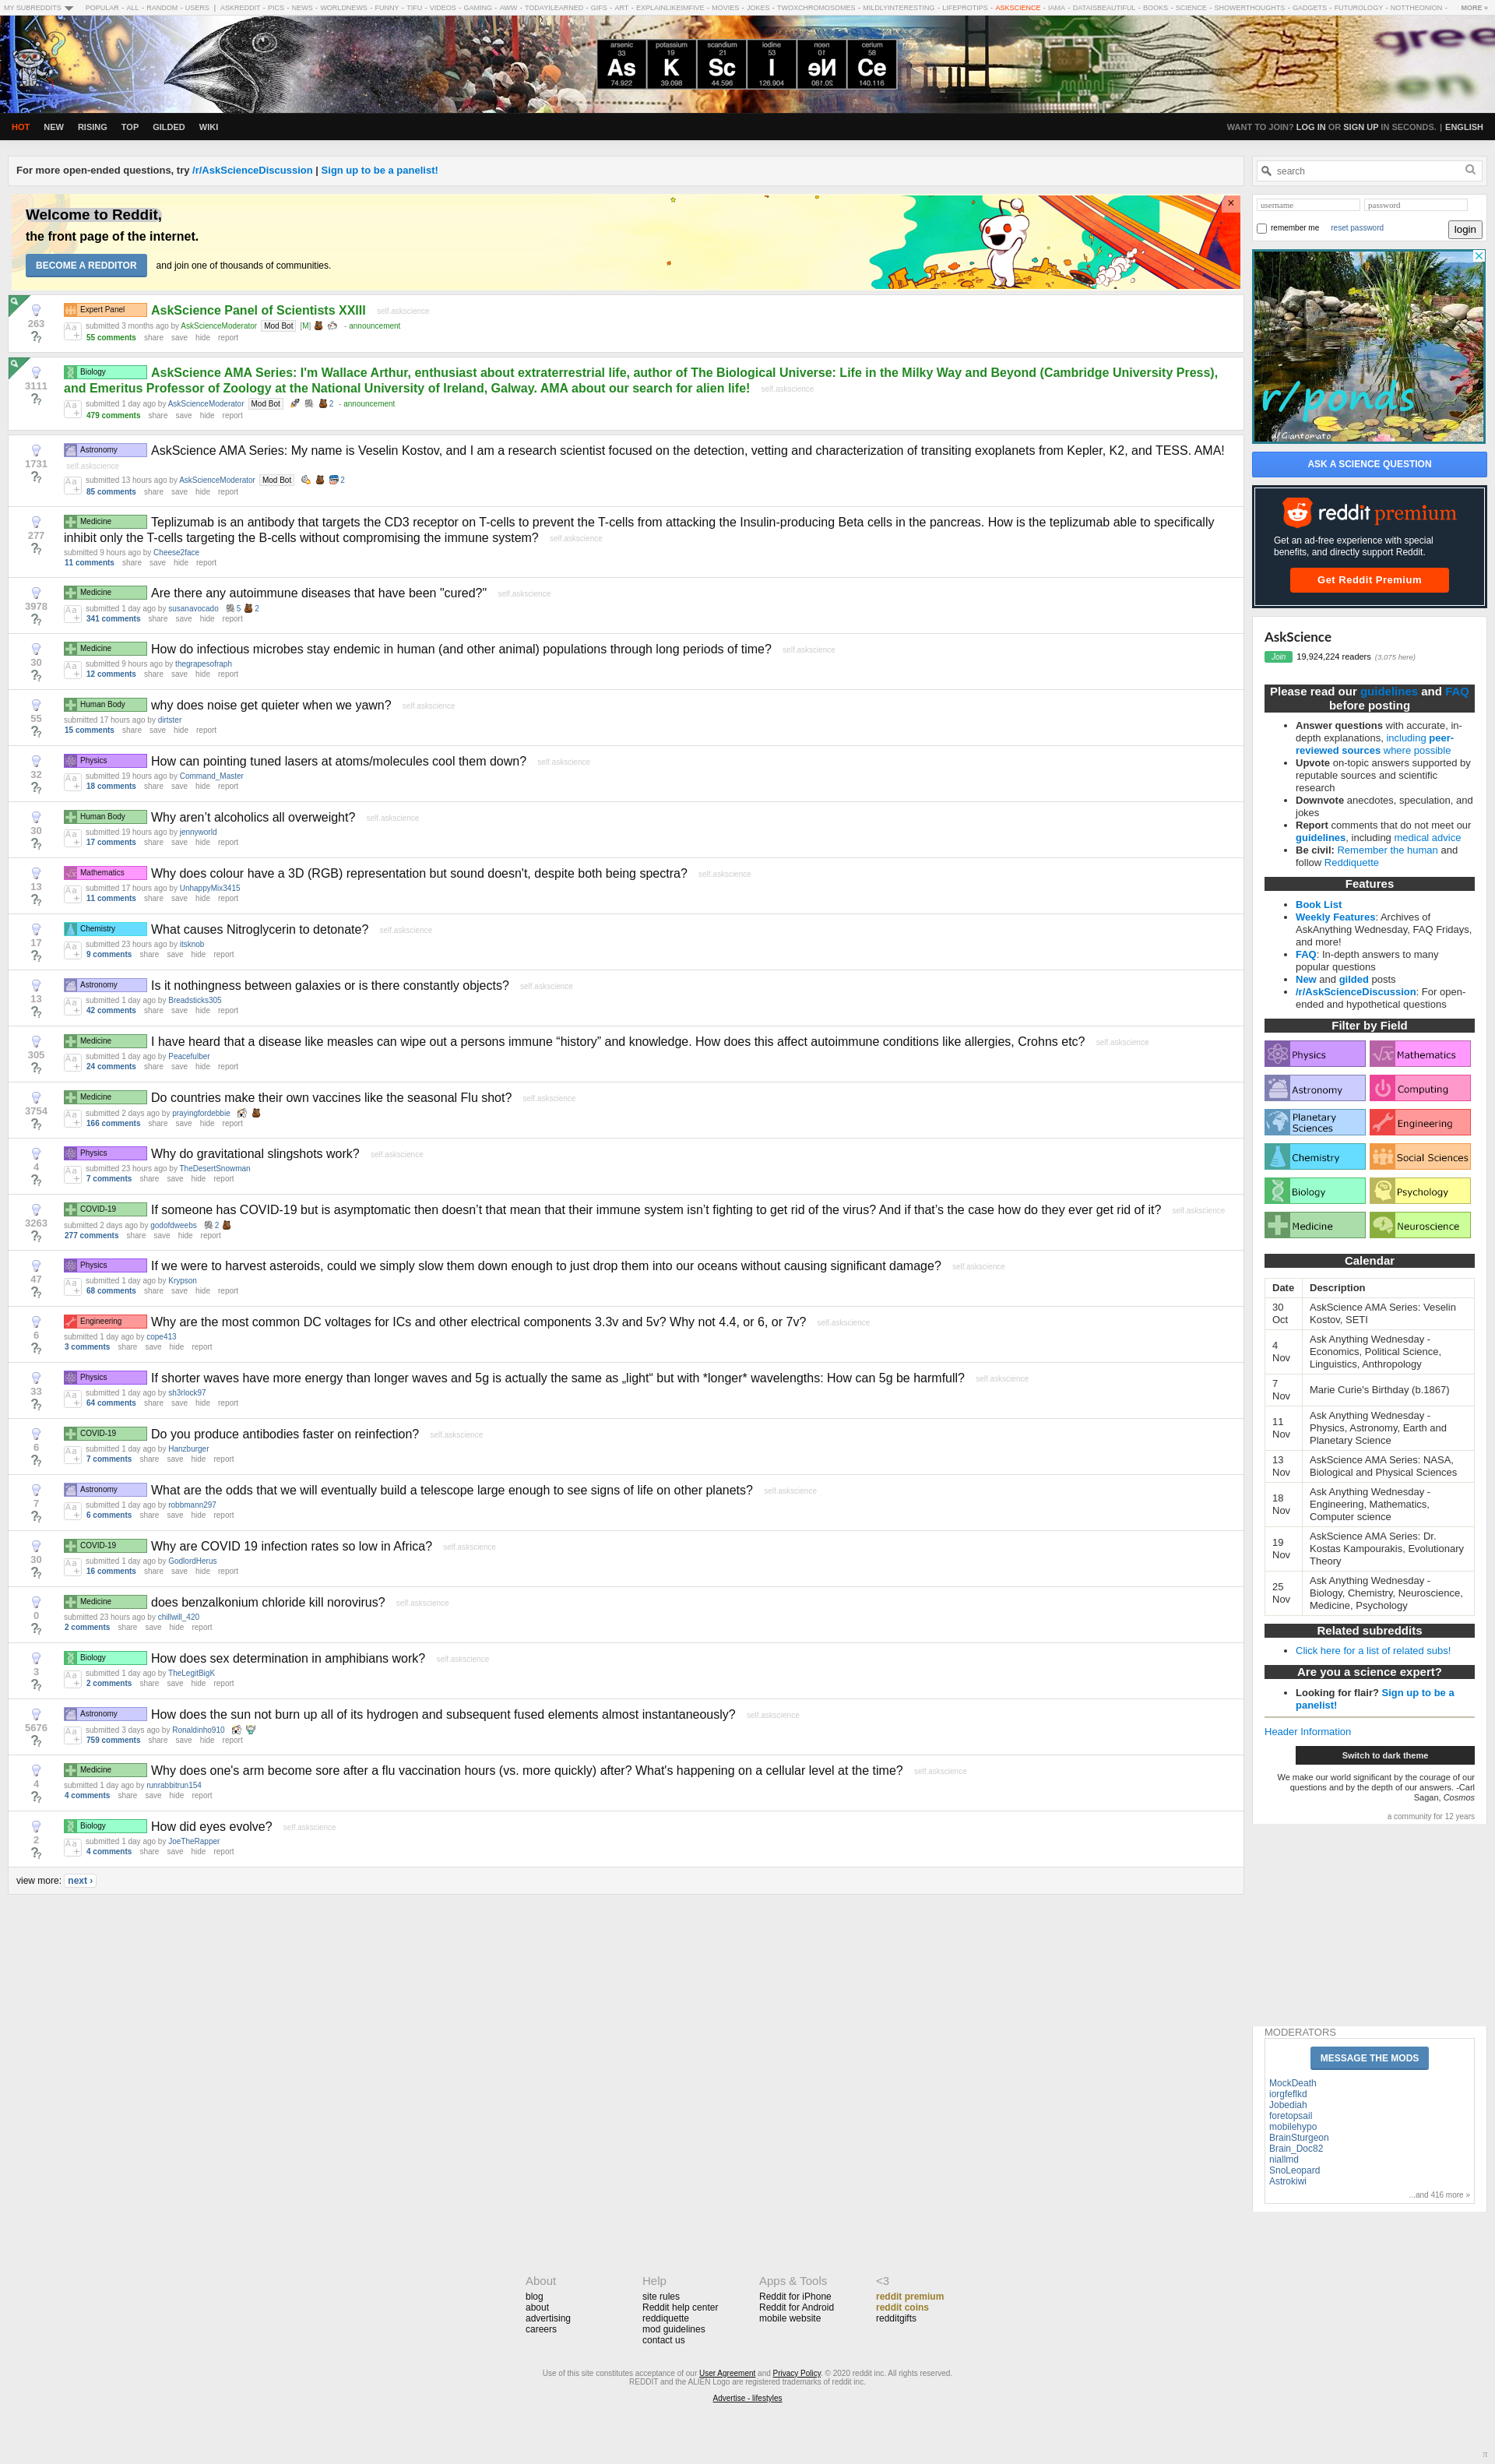 MY SUBREDDITS POPULAR - ALL - RANDOM - USERS | ASKREDDIT - PICS - NEWS - WORLDNEWS - FUNNY - TIFU - VIDEOS - GAMING - AWW - TODAYILEARNED - GIFS - ART - EXPLAINLIKEIMFIVE - MOVIES - JOKES - TWOXCHROMOSOMES - MILDLYINTERESTING - LIFEPROTIPS - ASKSCIENCE - IAMA - DATAISBEAUTIFUL - BOOKS - SCIENCE - SHOWERTHOUGHTS - GADGETS - FUTUROLOGY - NOTTHEONION - MORE »
arsenic 33 As 74.922
potassium 19 K 39.098
scandium 21 Sc 44.596
iodine 53 I 126.904
cerium 58 Ce 140.116
HOT NEW RISING TOP GILDED WIKI
WANT TO JOIN? LOG IN OR SIGN UP IN SECONDS. | ENGLISH
For more open-ended questions, try /r/AskScienceDiscussion | Sign up to be a panelist!
Welcome to Reddit,
the front page of the internet.
BECOME A REDDITOR and join one of thousands of communities.
×
263
Expert Panel AskScience Panel of Scientists XXIII self.askscience
submitted 3 months ago by AskScienceModerator Mod Bot [M] - announcement
55 comments share save hide report
3111
Biology AskScience AMA Series: I'm Wallace Arthur, enthusiast about extraterrestrial life, author of The Biological Universe: Life in the Milky Way and Beyond (Cambridge University Press),
and Emeritus Professor of Zoology at the National University of Ireland, Galway. AMA about our search for alien life! self.askscience
submitted 1 day ago by AskScienceModerator Mod Bot 2 - announcement
479 comments share save hide report
1731
Astronomy AskScience AMA Series: My name is Veselin Kostov, and I am a research scientist focused on the detection, vetting and characterization of transiting exoplanets from Kepler, K2, and TESS. AMA!
self.askscience
submitted 13 hours ago by AskScienceModerator Mod Bot 2
85 comments share save hide report
277
Medicine Teplizumab is an antibody that targets the CD3 receptor on T-cells to prevent the T-cells from attacking the Insulin-producing Beta cells in the pancreas. How is the teplizumab able to specifically
inhibit only the T-cells targeting the B-cells without compromising the immune system? self.askscience
submitted 9 hours ago by Cheese2face
11 comments share save hide report
3978
Medicine Are there any autoimmune diseases that have been "cured?" self.askscience
submitted 1 day ago by susanavocado 5 2
341 comments share save hide report
30
Medicine How do infectious microbes stay endemic in human (and other animal) populations through long periods of time? self.askscience
submitted 9 hours ago by thegrapesofraph
12 comments share save hide report
55
Human Body why does noise get quieter when we yawn? self.askscience
submitted 17 hours ago by dirtster
15 comments share save hide report
32
Physics How can pointing tuned lasers at atoms/molecules cool them down? self.askscience
submitted 19 hours ago by Command_Master
18 comments share save hide report
30
Human Body Why aren’t alcoholics all overweight? self.askscience
submitted 19 hours ago by jennyworld
17 comments share save hide report
13
Mathematics Why does colour have a 3D (RGB) representation but sound doesn't, despite both being spectra? self.askscience
submitted 17 hours ago by UnhappyMix3415
11 comments share save hide report
17
Chemistry What causes Nitroglycerin to detonate? self.askscience
submitted 23 hours ago by itsknob
9 comments share save hide report
13
Astronomy Is it nothingness between galaxies or is there constantly objects? self.askscience
submitted 1 day ago by Breadsticks305
42 comments share save hide report
305
Medicine I have heard that a disease like measles can wipe out a persons immune “history” and knowledge. How does this affect autoimmune conditions like allergies, Crohns etc? self.askscience
submitted 1 day ago by Peacefulber
24 comments share save hide report
3754
Medicine Do countries make their own vaccines like the seasonal Flu shot? self.askscience
submitted 2 days ago by prayingfordebbie
166 comments share save hide report
4
Physics Why do gravitational slingshots work? self.askscience
submitted 23 hours ago by TheDesertSnowman
7 comments share save hide report
3263
COVID-19 If someone has COVID-19 but is asymptomatic then doesn’t that mean that their immune system isn’t fighting to get rid of the virus? And if that’s the case how do they ever get rid of it? self.askscience
submitted 2 days ago by godofdweebs 2
277 comments share save hide report
47
Physics If we were to harvest asteroids, could we simply slow them down enough to just drop them into our oceans without causing significant damage? self.askscience
submitted 1 day ago by Krypson
68 comments share save hide report
6
Engineering Why are the most common DC voltages for ICs and other electrical components 3.3v and 5v? Why not 4.4, or 6, or 7v? self.askscience
submitted 1 day ago by cope413
3 comments share save hide report
33
Physics If shorter waves have more energy than longer waves and 5g is actually the same as „light“ but with *longer* wavelengths: How can 5g be harmfull? self.askscience
submitted 1 day ago by sh3rlock97
64 comments share save hide report
6
COVID-19 Do you produce antibodies faster on reinfection? self.askscience
submitted 1 day ago by Hanzburger
7 comments share save hide report
7
Astronomy What are the odds that we will eventually build a telescope large enough to see signs of life on other planets? self.askscience
submitted 1 day ago by robbmann297
6 comments share save hide report
30
COVID-19 Why are COVID 19 infection rates so low in Africa? self.askscience
submitted 1 day ago by GodlordHerus
16 comments share save hide report
0
Medicine does benzalkonium chloride kill norovirus? self.askscience
submitted 23 hours ago by chillwill_420
2 comments share save hide report
3
Biology How does sex determination in amphibians work? self.askscience
submitted 1 day ago by TheLegitBigK
2 comments share save hide report
5676
Astronomy How does the sun not burn up all of its hydrogen and subsequent fused elements almost instantaneously? self.askscience
submitted 3 days ago by Ronaldinho910
759 comments share save hide report
4
Medicine Why does one's arm become sore after a flu vaccination hours (vs. more quickly) after? What's happening on a cellular level at the time? self.askscience
submitted 1 day ago by runrabbitrun154
4 comments share save hide report
2
Biology How did eyes evolve? self.askscience
submitted 1 day ago by JoeTheRapper
4 comments share save hide report
view more: next ›
search
username password
remember me reset password login
r/ponds
u/Giantomato
ASK A SCIENCE QUESTION
reddit premium
Get an ad-free experience with special
benefits, and directly support Reddit.
Get Reddit Premium
AskScience
Join 19,924,224 readers (3,075 here)
Please read our guidelines and FAQ
before posting
Answer questions with accurate, in-
depth explanations, including peer-
reviewed sources where possible
Upvote on-topic answers supported by
reputable sources and scientific
research
Downvote anecdotes, speculation, and
jokes
Report comments that do not meet our
guidelines, including medical advice
Be civil: Remember the human and
follow Reddiquette
Features
Book List
Weekly Features: Archives of
AskAnything Wednesday, FAQ Fridays,
and more!
FAQ: In-depth answers to many
popular questions
New and gilded posts
/r/AskScienceDiscussion: For open-
ended and hypothetical questions
Filter by Field
Physics Mathematics
Astronomy Computing
Planetary Sciences Engineering
Chemistry Social Sciences
Biology Psychology
Medicine Neuroscience
Calendar
Date Description
30 Oct AskScience AMA Series: Veselin
Kostov, SETI
4 Nov Ask Anything Wednesday -
Economics, Political Science,
Linguistics, Anthropology
7 Nov Marie Curie's Birthday (b.1867)
11 Nov Ask Anything Wednesday -
Physics, Astronomy, Earth and
Planetary Science
13 Nov AskScience AMA Series: NASA,
Biological and Physical Sciences
18 Nov Ask Anything Wednesday -
Engineering, Mathematics,
Computer science
19 Nov AskScience AMA Series: Dr.
Kostas Kampourakis, Evolutionary
Theory
25 Nov Ask Anything Wednesday -
Biology, Chemistry, Neuroscience,
Medicine, Psychology
Related subreddits
Click here for a list of related subs!
Are you a science expert?
Looking for flair? Sign up to be a
panelist!
Header Information
Switch to dark theme
We make our world significant by the courage of our
questions and by the depth of our answers. -Carl
Sagan, Cosmos
a community for 12 years
MODERATORS
MESSAGE THE MODS
MockDeath
iorgfeflkd
Jobediah
foretopsail
mobilehypo
BrainSturgeon
Brain_Doc82
niallmd
SnoLeopard
Astrokiwi
...and 416 more »
About Help Apps & Tools <3
blog site rules Reddit for iPhone reddit premium
about Reddit help center Reddit for Android reddit coins
advertising reddiquette mobile website redditgifts
careers mod guidelines
contact us
Use of this site constitutes acceptance of our User Agreement and Privacy Policy. © 2020 reddit inc. All rights reserved.
REDDIT and the ALIEN Logo are registered trademarks of reddit inc.
Advertise - lifestyles
π